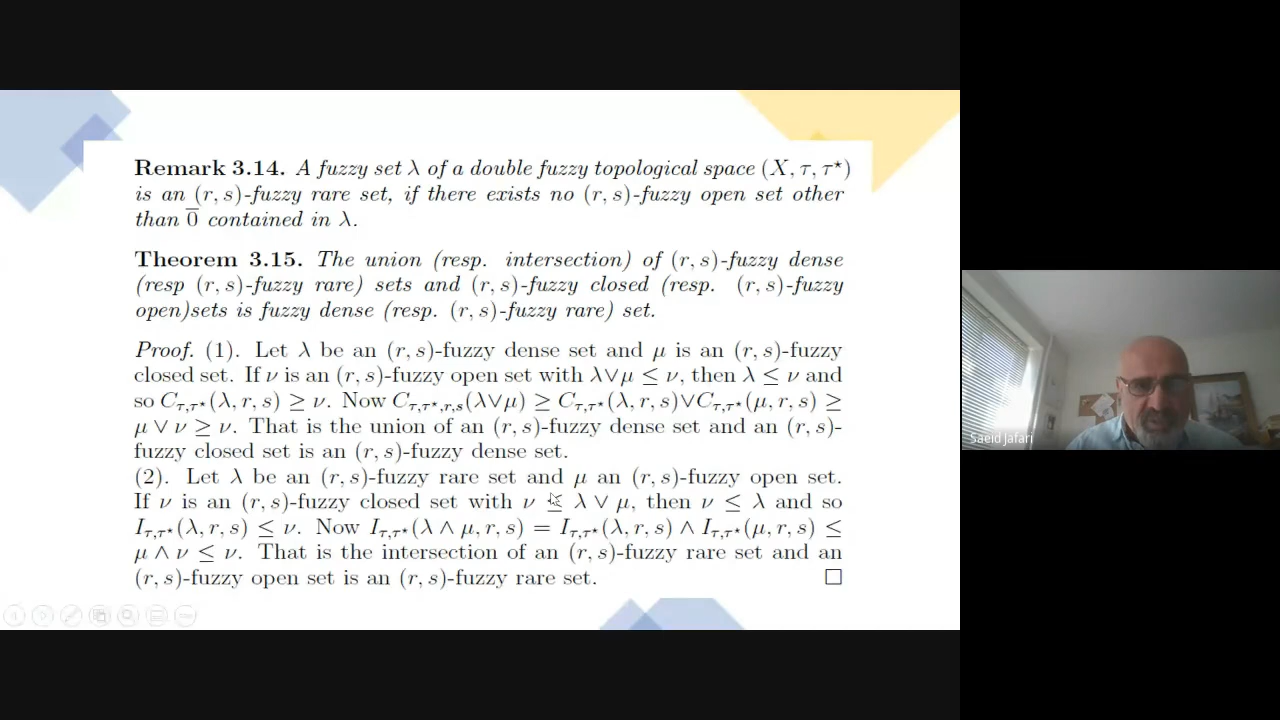 Remark 3.14. A fuzzy set λ of a double fuzzy topological space (X, τ, τ⋆)
is an (r, s)-fuzzy rare set, if there exists no (r, s)-fuzzy open set other
than 0̅ contained in λ.
Theorem 3.15. The union (resp. intersection) of (r, s)-fuzzy dense
(resp (r, s)-fuzzy rare) sets and (r, s)-fuzzy closed (resp. (r, s)-fuzzy
open)sets is fuzzy dense (resp. (r, s)-fuzzy rare) set.
Proof. (1). Let λ be an (r, s)-fuzzy dense set and μ is an (r, s)-fuzzy
closed set. If ν is an (r, s)-fuzzy open set with λ∨μ ≤ ν, then λ ≤ ν and
so C_{τ,τ⋆}(λ, r, s) ≥ ν. Now C_{τ,τ⋆,r,s}(λ∨μ) ≥ C_{τ,τ⋆}(λ, r, s)∨C_{τ,τ⋆}(μ, r, s) ≥
μ ∨ ν ≥ ν. That is the union of an (r, s)-fuzzy dense set and an (r, s)-
fuzzy closed set is an (r, s)-fuzzy dense set.
(2). Let λ be an (r, s)-fuzzy rare set and μ an (r, s)-fuzzy open set.
If ν is an (r, s)-fuzzy closed set with ν ≤ λ ∨ μ, then ν ≤ λ and so
I_{τ,τ⋆}(λ, r, s) ≤ ν. Now I_{τ,τ⋆}(λ ∧ μ, r, s) = I_{τ,τ⋆}(λ, r, s) ∧ I_{τ,τ⋆}(μ, r, s) ≤
μ ∧ ν ≤ ν. That is the intersection of an (r, s)-fuzzy rare set and an
(r, s)-fuzzy open set is an (r, s)-fuzzy rare set. □
Saeid Jafari